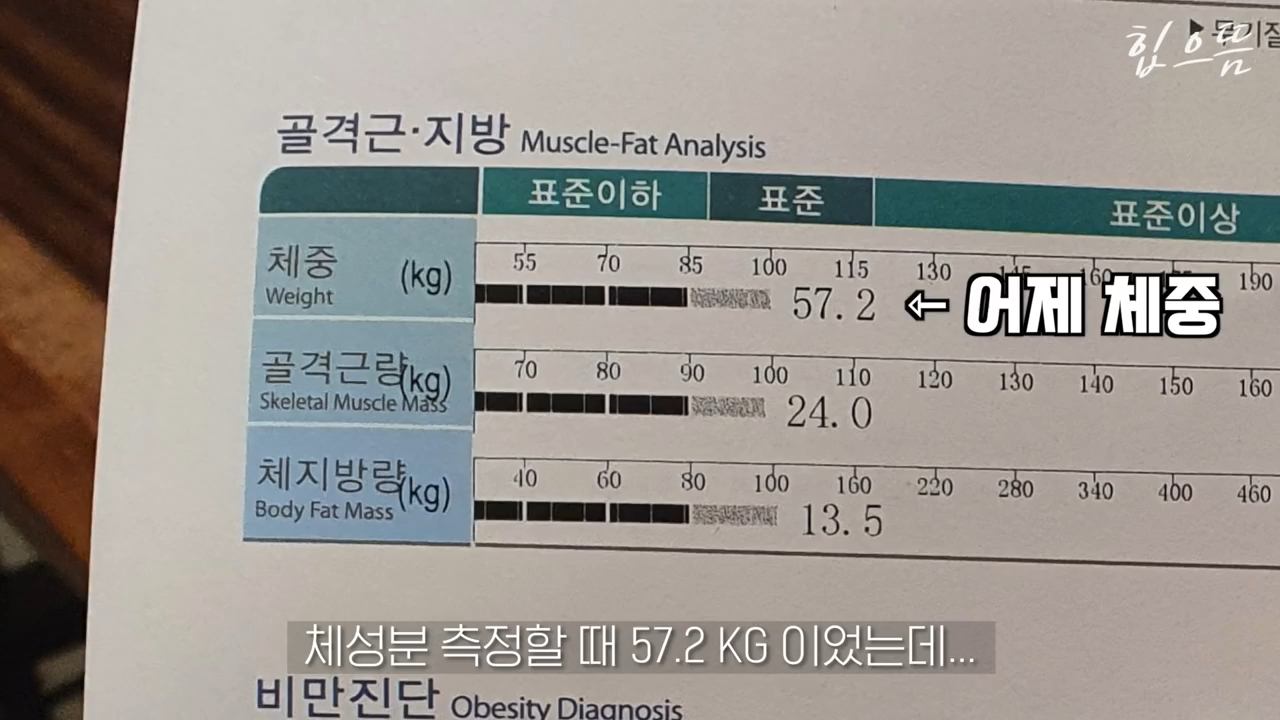 힙으뜸
골격근·지방 Muscle-Fat Analysis
표준이하 표준 표준이상
체중 (kg)
Weight
55 70 85 100 115 130 145 160 175 190
57.2 ← 어제 체중
골격근량(kg)
Skeletal Muscle Mass
70 80 90 100 110 120 130 140 150 160
24.0
체지방량(kg)
Body Fat Mass
40 60 80 100 160 220 280 340 400 460
13.5
체성분 측정할 때 57.2 KG 이었는데...
비만진단 Obesity Diagnosis